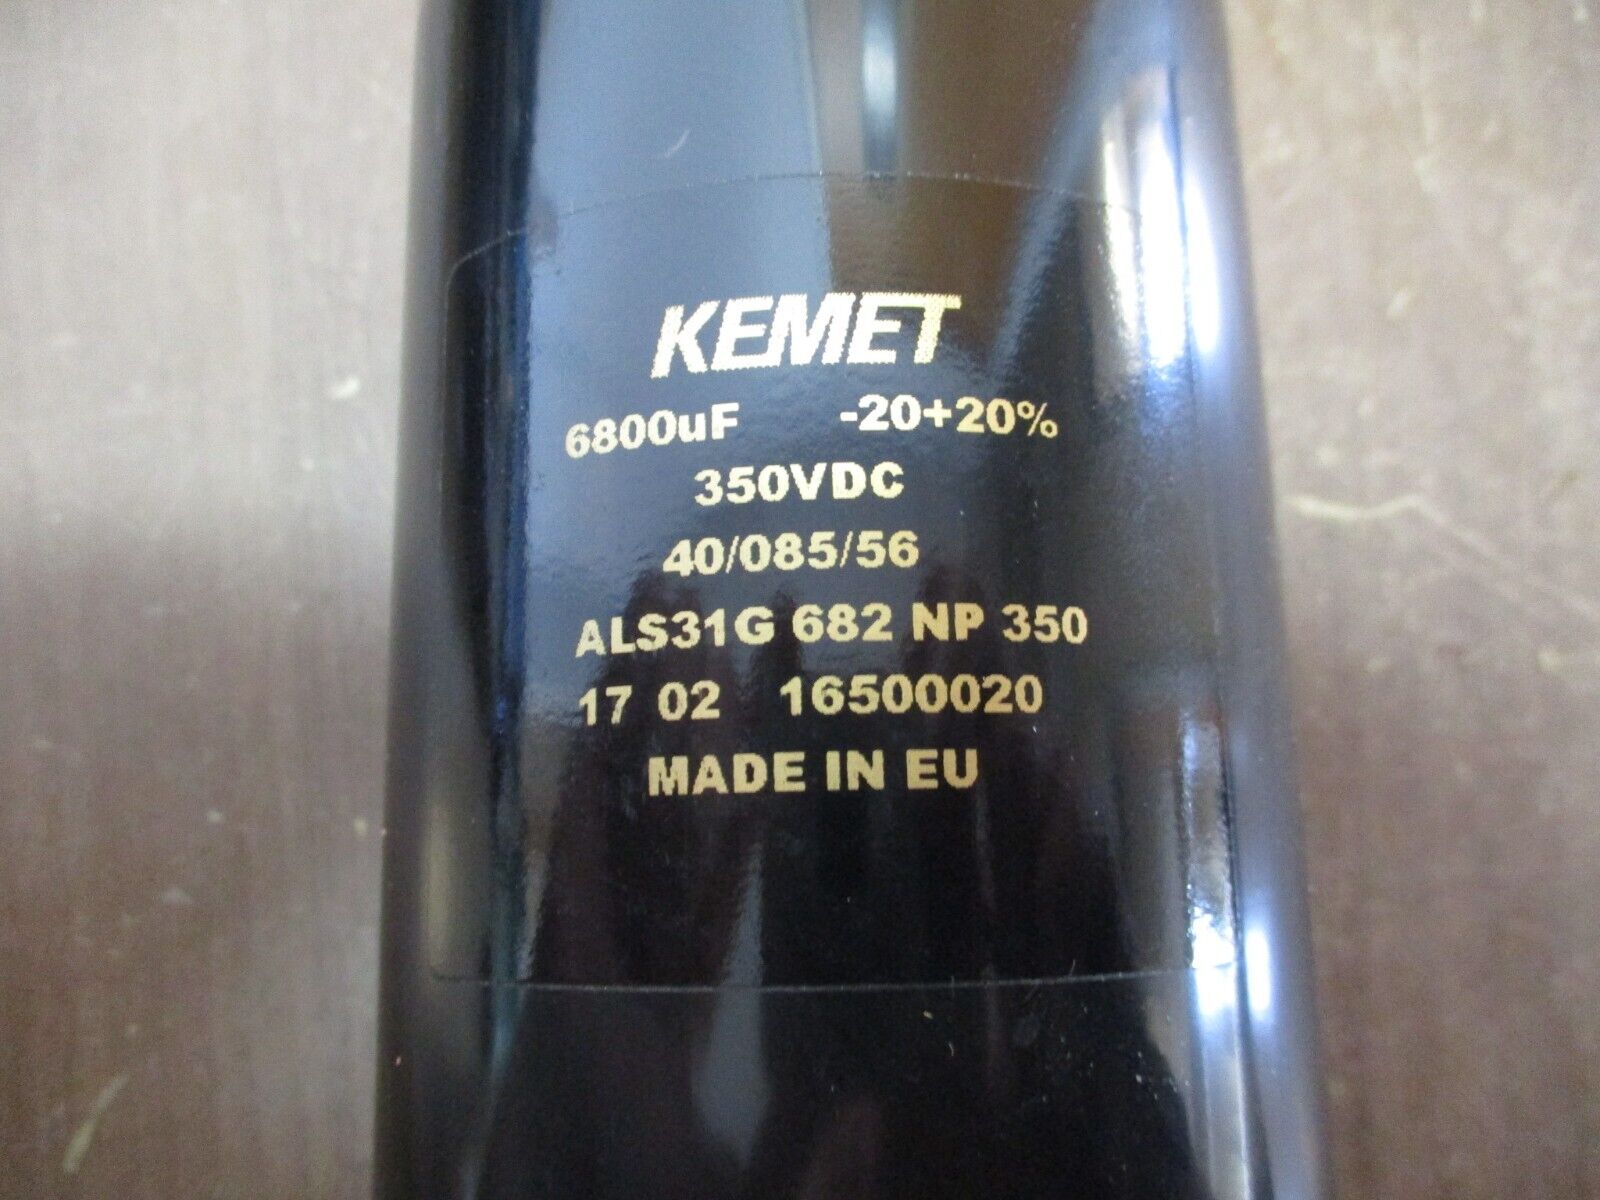 KEMET
6800uF -20+20%
350VDC
40/085/56
ALS31G 682 NP 350
17 02 16500020
MADE IN EU